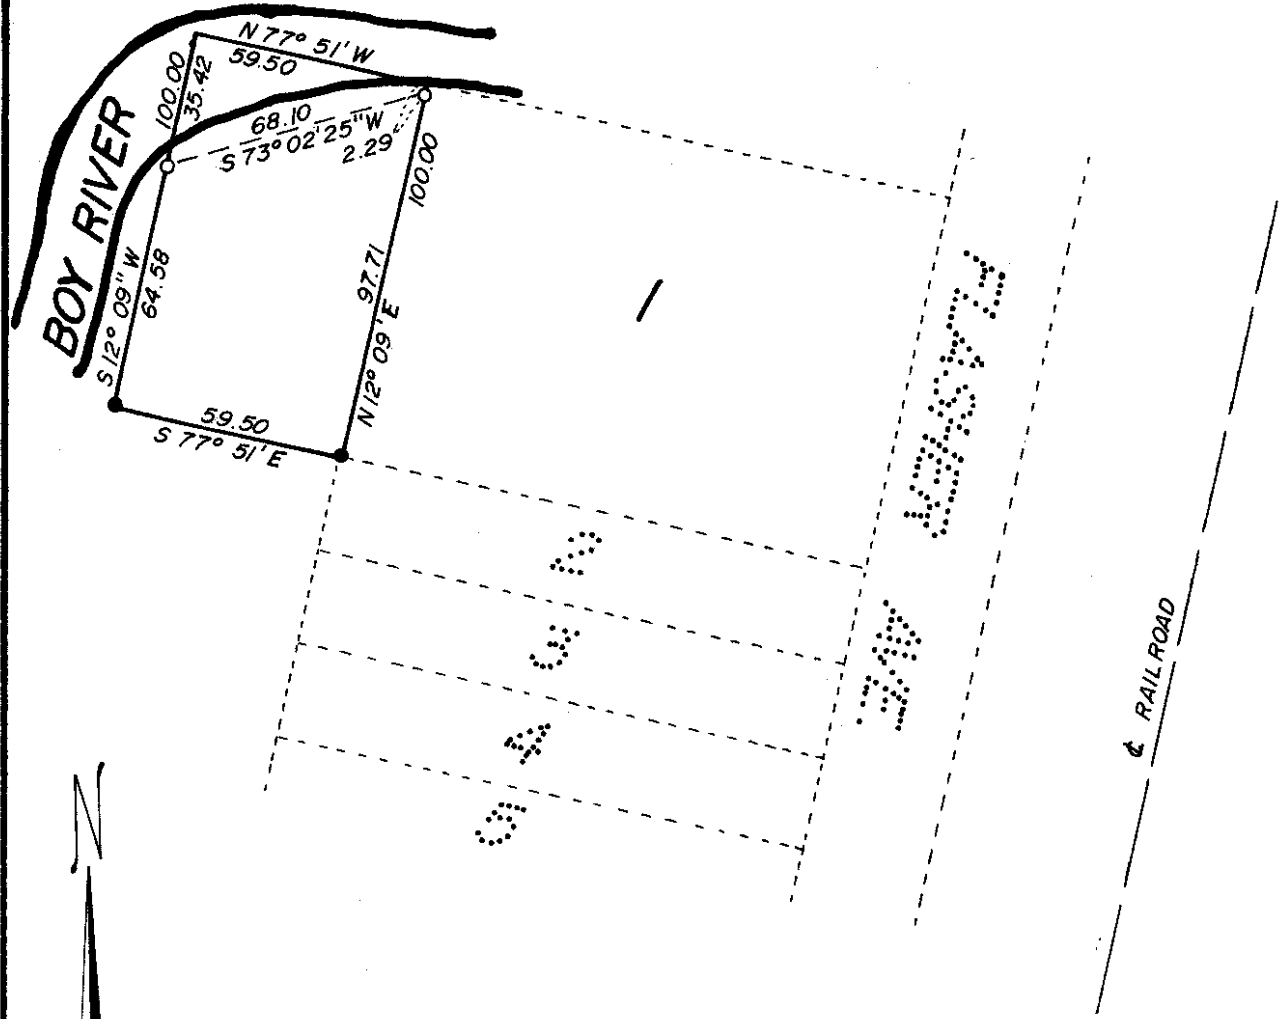 N 77° 51' W
59.50
100.00
35.42
68.10
S 73° 02' 25" W
2.29
100.00
BOY RIVER
S 12° 09" W
64.58
97.71
N 12° 09' E
59.50
S 77° 51' E
1
2
3
4
5
FLASHER AVE
℄ RAILROAD
N